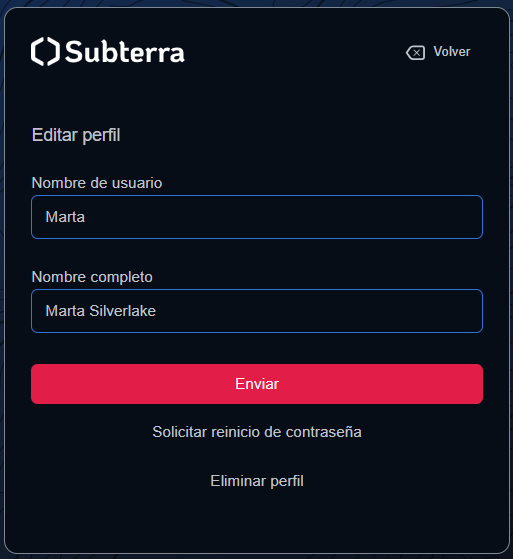 Subterra
Volver
Editar perfil
Nombre de usuario
Marta
Nombre completo
Marta Silverlake
Enviar
Solicitar reinicio de contraseña
Eliminar perfil